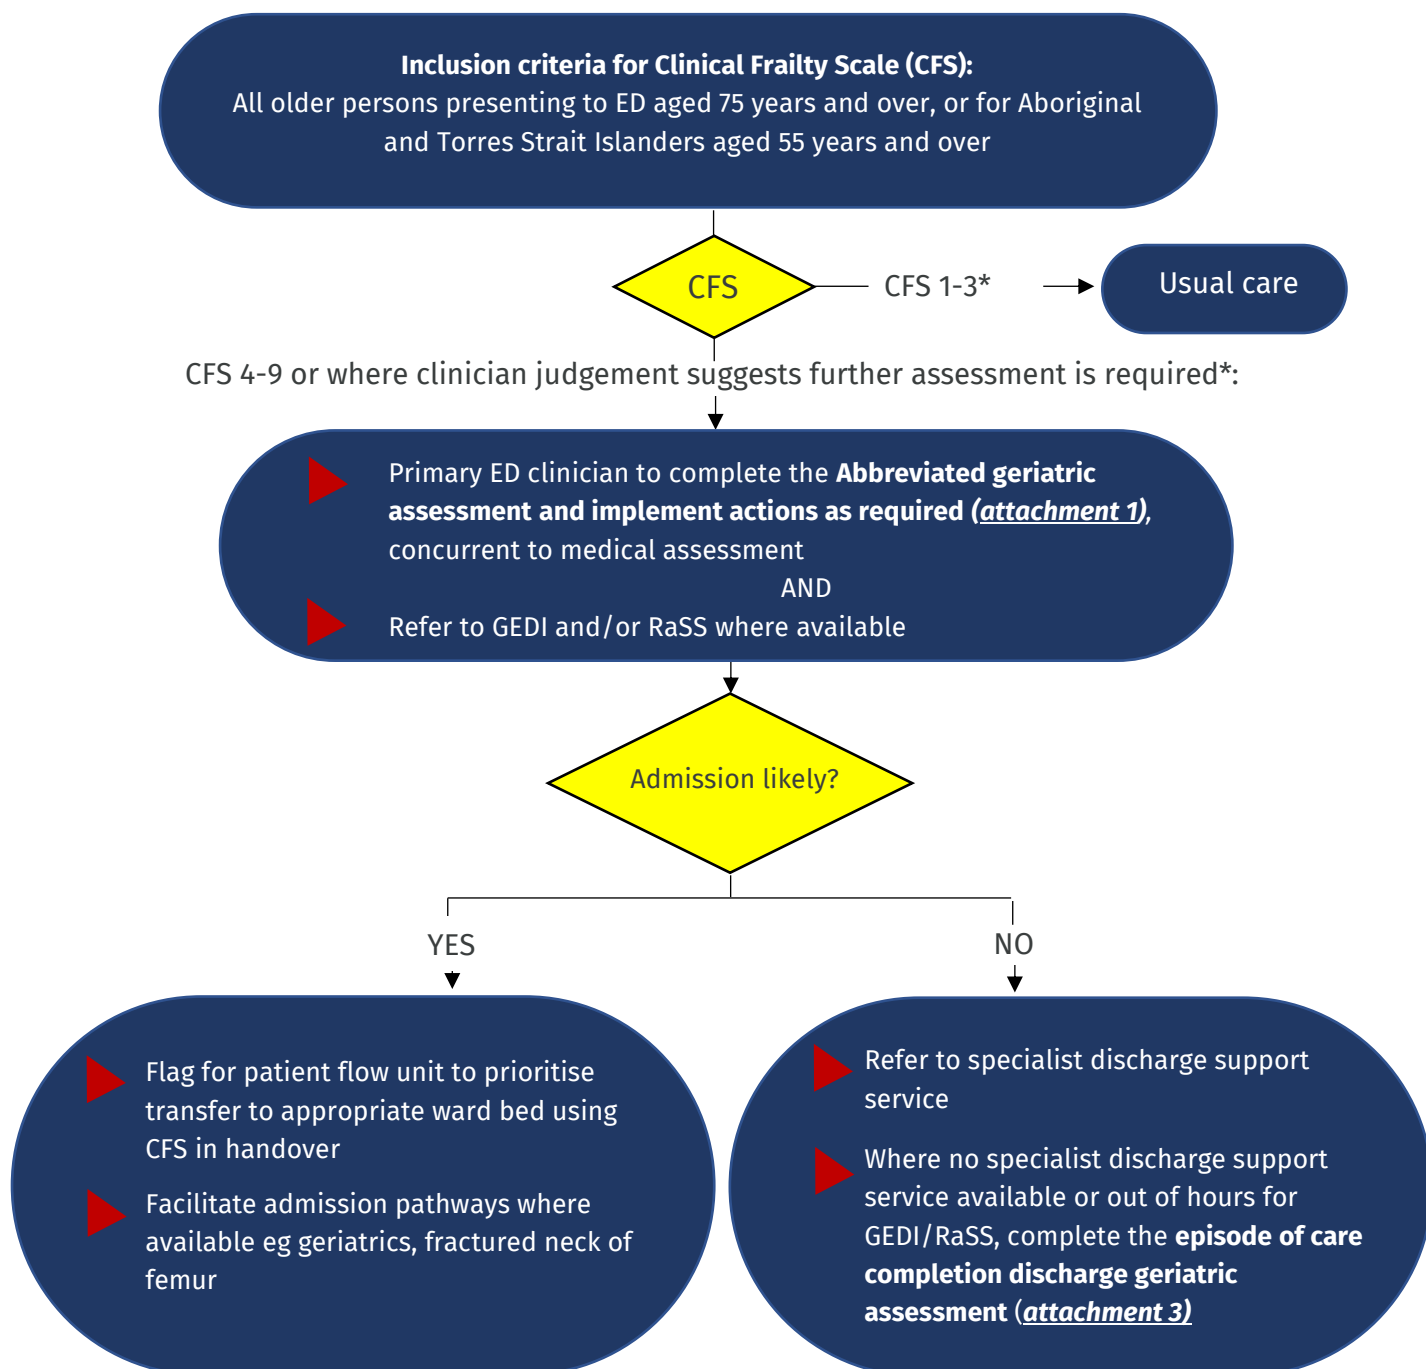 Inclusion criteria for Clinical Frailty Scale (CFS):
All older persons presenting to ED aged 75 years and over, or for Aboriginal
and Torres Strait Islanders aged 55 years and over
CFS
CFS 1-3*
Usual care
CFS 4-9 or where clinician judgement suggests further assessment is required*:
Primary ED clinician to complete the Abbreviated geriatric
assessment and implement actions as required (attachment 1),
concurrent to medical assessment
AND
Refer to GEDI and/or RaSS where available
Admission likely?
YES
NO
Flag for patient flow unit to prioritise
transfer to appropriate ward bed using
CFS in handover
Facilitate admission pathways where
available eg geriatrics, fractured neck of
femur
Refer to specialist discharge support
service
Where no specialist discharge support
service available or out of hours for
GEDI/RaSS, complete the episode of care
completion discharge geriatric
assessment (attachment 3)